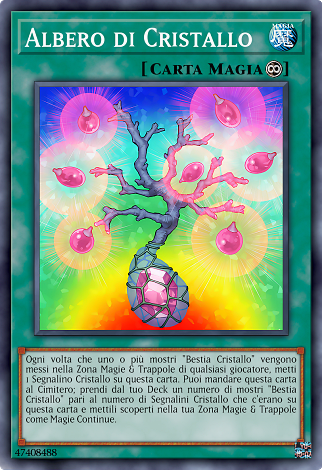 ALBERO DI CRISTALLO
MAGIA
[CARTA MAGIA]
Ogni volta che uno o più mostri "Bestia Cristallo" vengono
messi nella Zona Magie & Trappole di qualsiasi giocatore, metti
1 Segnalino Cristallo su questa carta. Puoi mandare questa carta
al Cimitero; prendi dal tuo Deck un numero di mostri "Bestia
Cristallo" pari al numero di Segnalini Cristallo che c'erano su
questa carta e mettili scoperti nella tua Zona Magie & Trappole
come Magie Continue.
47408488